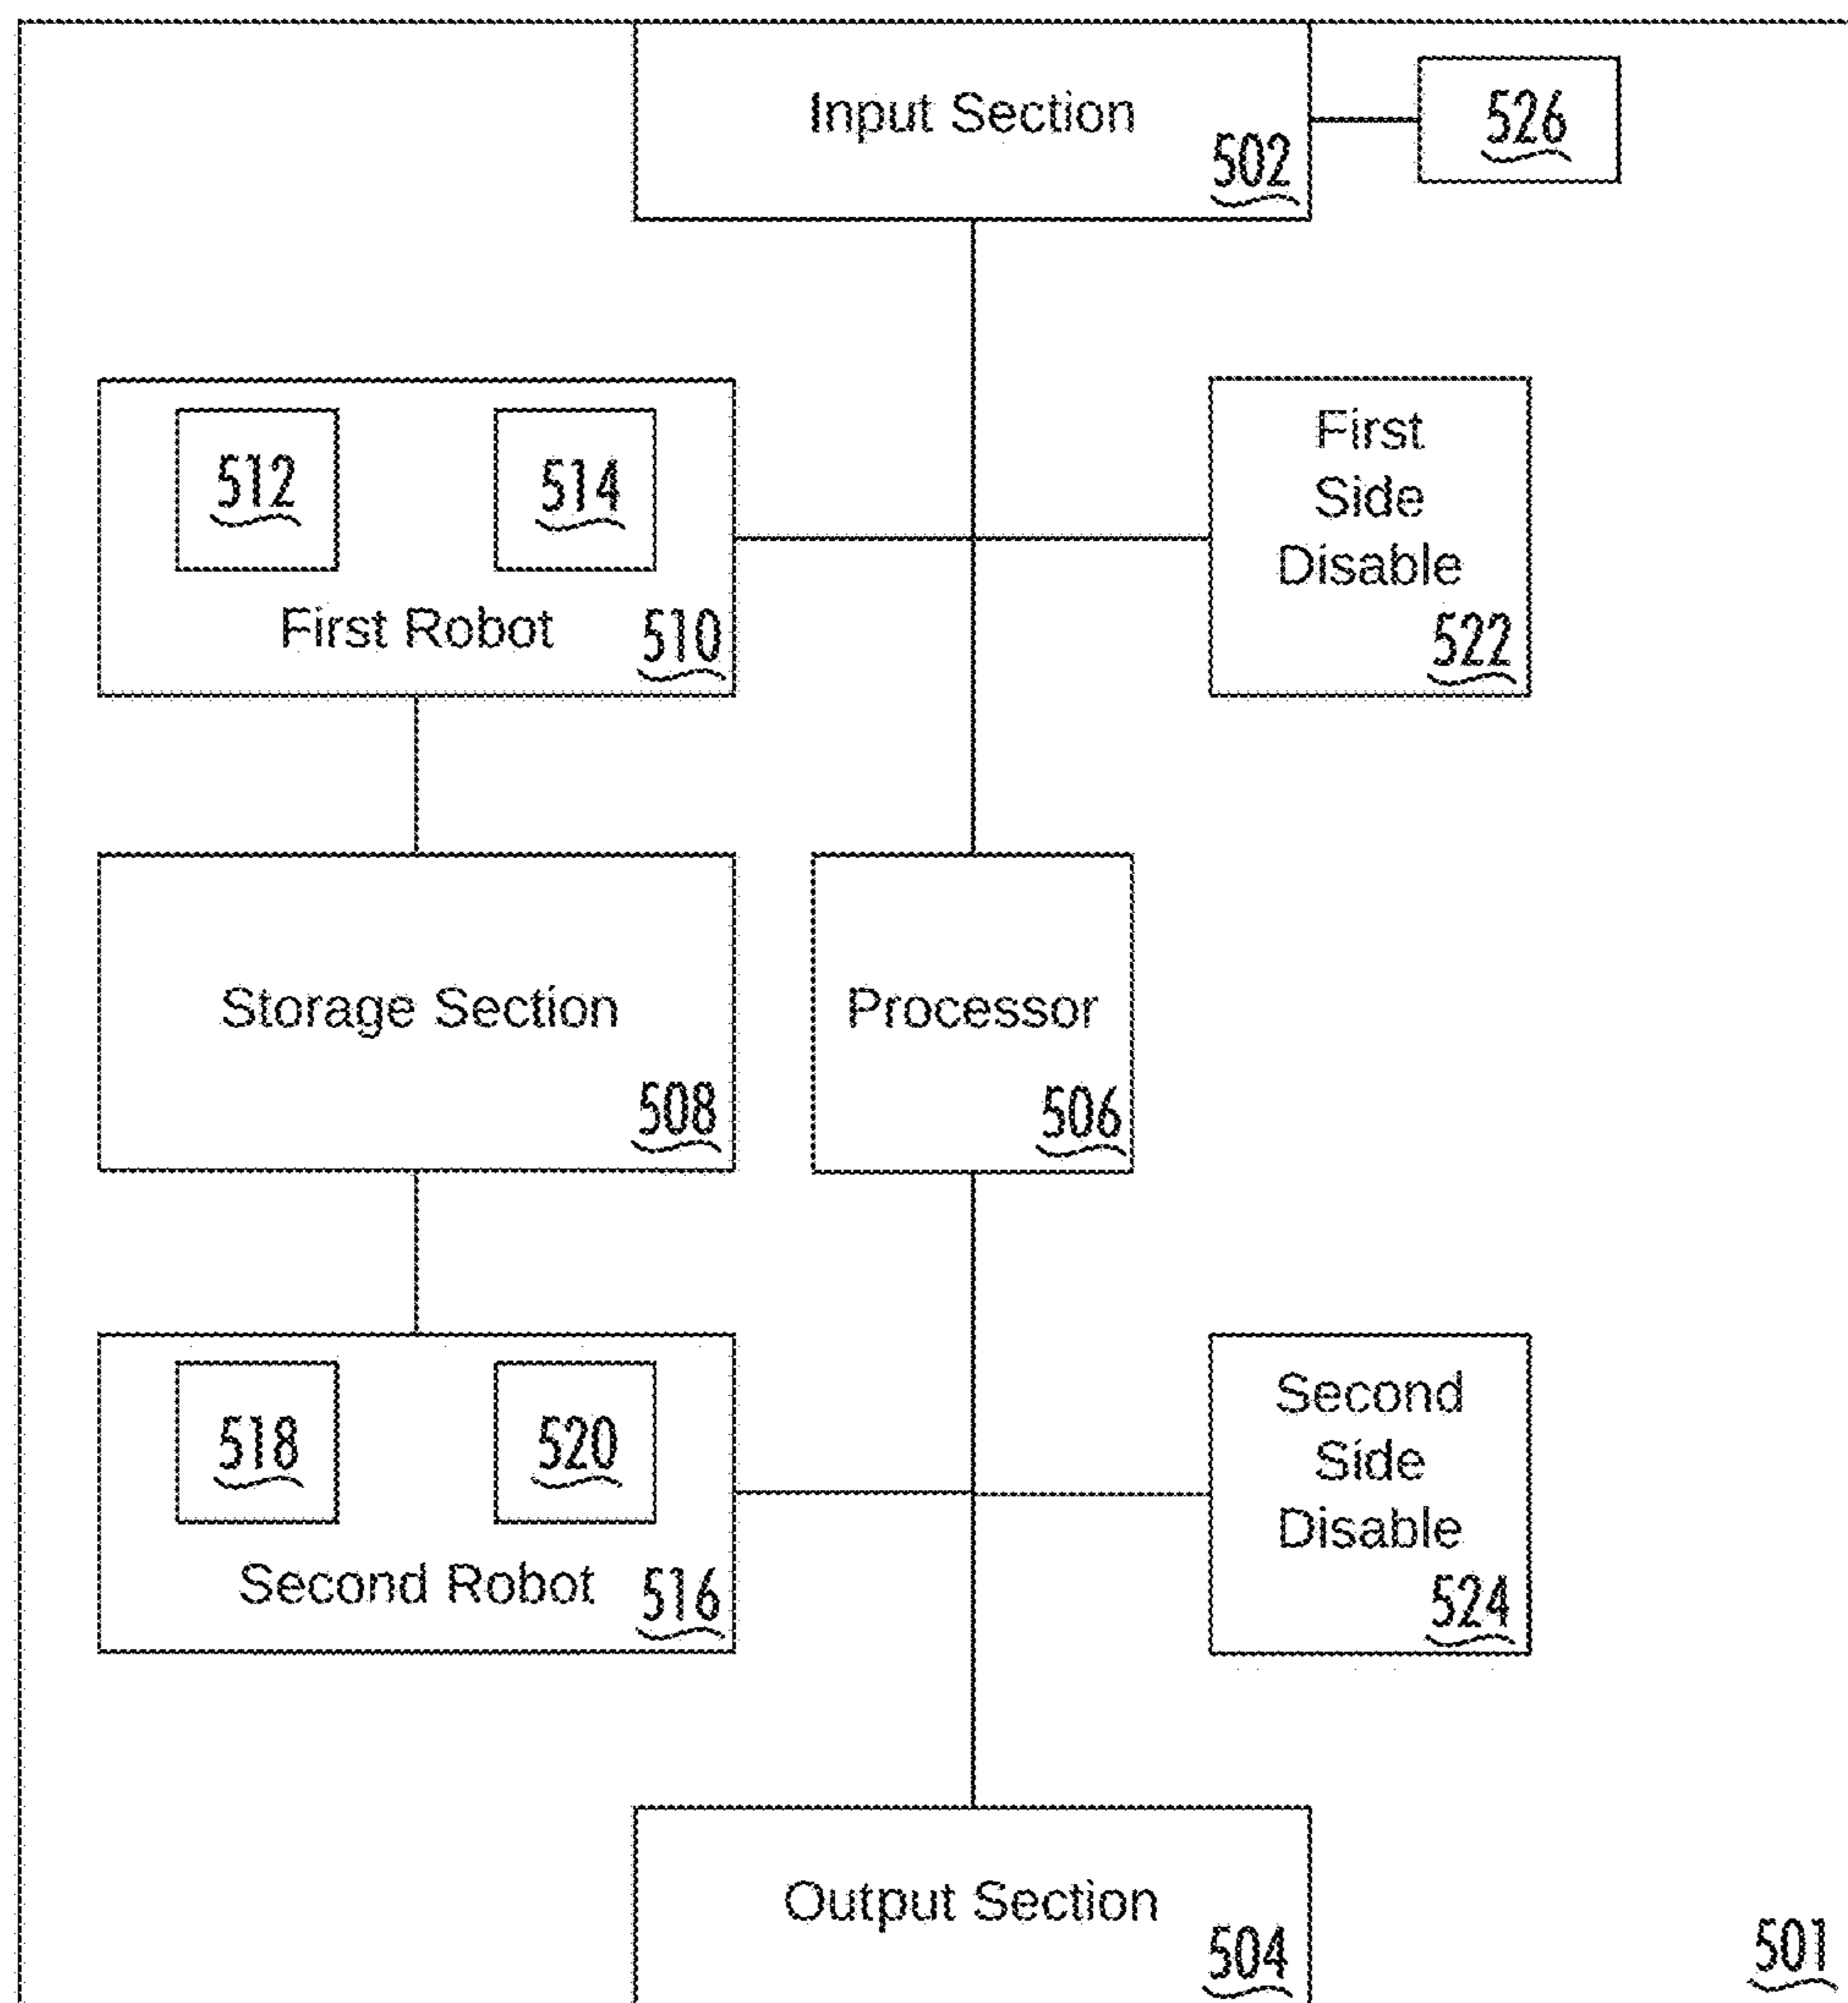 Input Section
502
526
512
514
First Robot
510
First
Side
Disable
522
Storage Section
508
Processor
506
518
520
Second Robot
516
Second
Side
Disable
524
Output Section
504
501